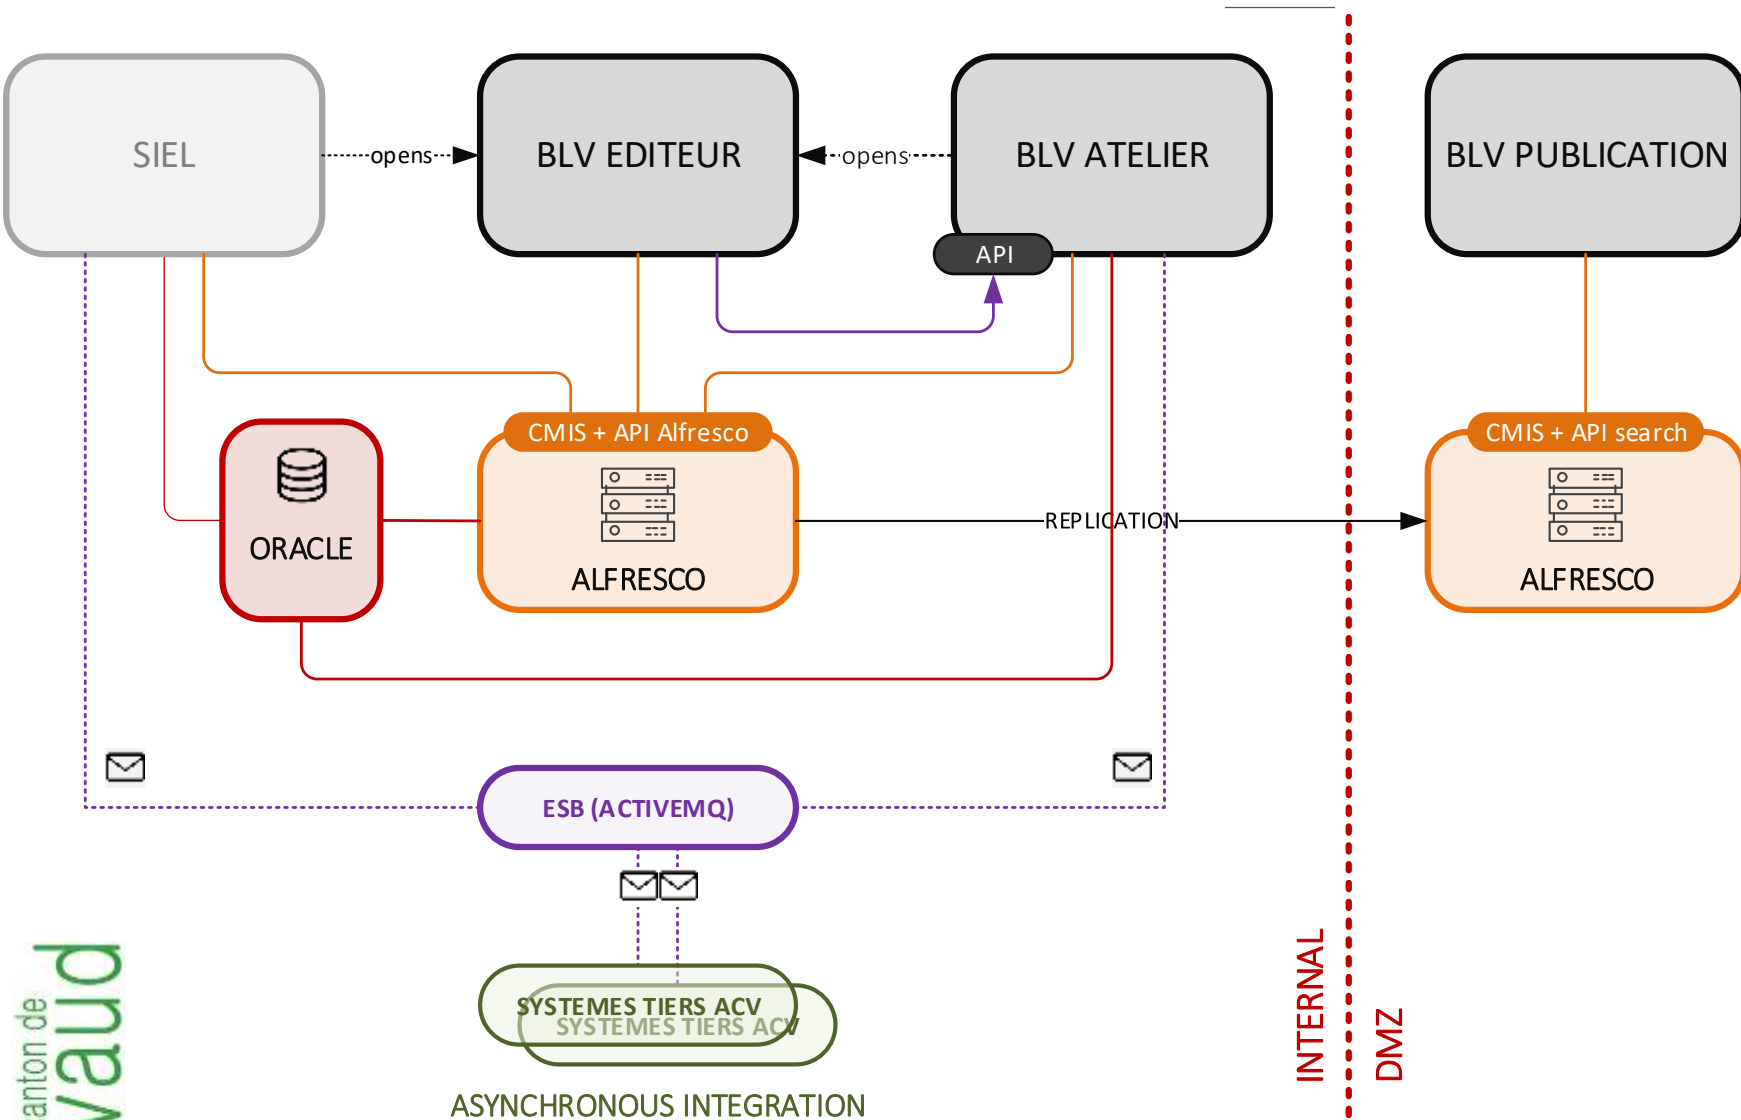 SIEL
opens
BLV EDITEUR
opens
BLV ATELIER
BLV PUBLICATION
API
CMIS + API Alfresco
CMIS + API search
ORACLE
ALFRESCO
REPLICATION
ALFRESCO
ESB (ACTIVEMQ)
SYSTEMES TIERS ACV
SYSTEMES TIERS ACV
ASYNCHRONOUS INTEGRATION
INTERNAL
DMZ
anton de
vaud